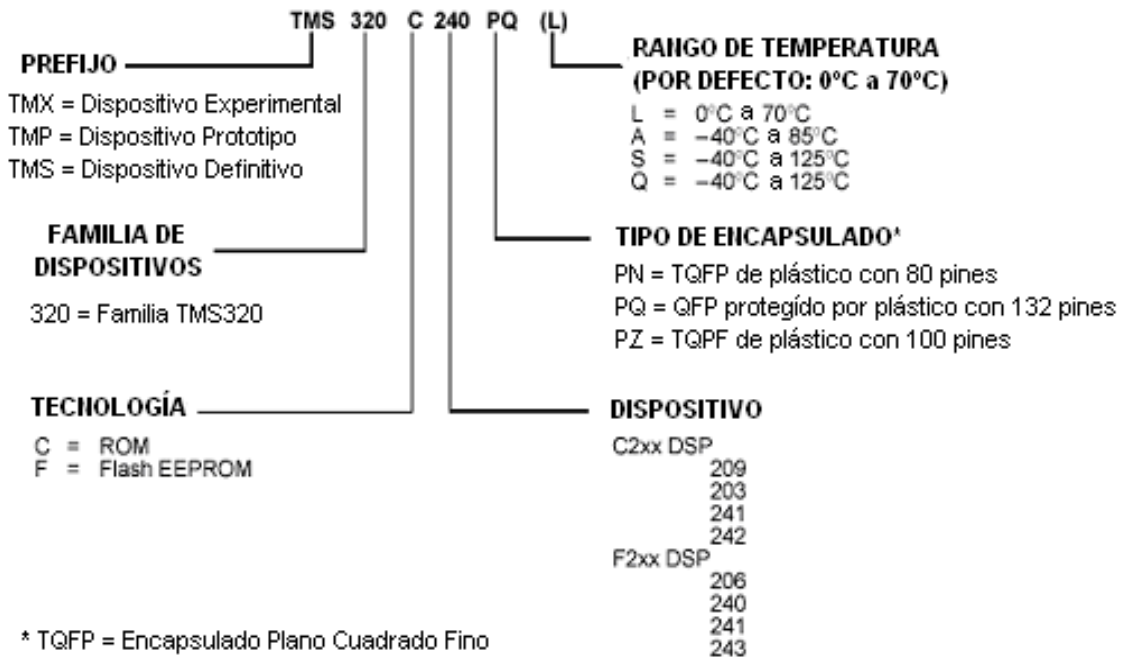 TMS 320 C 240 PQ (L)
PREFIJO
TMX = Dispositivo Experimental
TMP = Dispositivo Prototipo
TMS = Dispositivo Definitivo
RANGO DE TEMPERATURA
(POR DEFECTO: 0ºC a 70ºC)
L = 0°C a 70°C
A = –40°C a 85°C
S = –40°C a 125°C
Q = –40°C a 125°C
FAMILIA DE
DISPOSITIVOS
320 = Familia TMS320
TIPO DE ENCAPSULADO*
PN = TQFP de plástico con 80 pines
PQ = QFP protegído por plástico con 132 pines
PZ = TQPF de plástico con 100 pines
TECNOLOGÍA
C = ROM
F = Flash EEPROM
DISPOSITIVO
C2xx DSP
209
203
241
242
F2xx DSP
206
240
241
243
* TQFP = Encapsulado Plano Cuadrado Fino